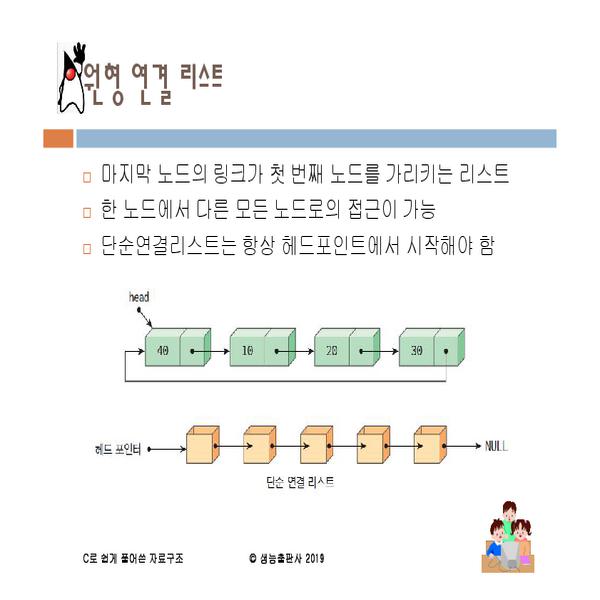 원형 연결 리스트
마지막 노드의 링크가 첫 번째 노드를 가리키는 리스트
한 노드에서 다른 모든 노드로의 접근이 가능
단순연결리스트는 항상 헤드포인트에서 시작해야 함
head
40 10 20 30
헤드 포인터 NULL
단순 연결 리스트
C로 쉽게 풀어쓴 자료구조 © 생능출판사 2019